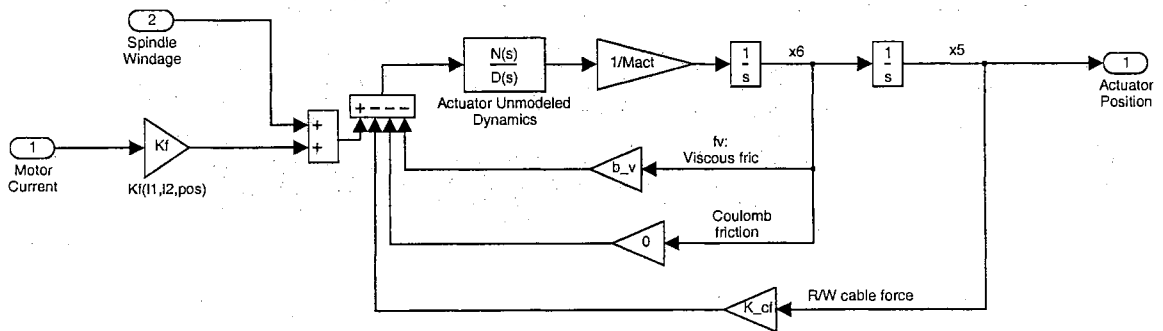 2
Spindle
Windage
1
Motor
Current
Kf
Kf(I1,I2,pos)
+
+
+ - - -
N(s)
D(s)
Actuator Unmodeled
Dynamics
1/Mact
1
s
x6
1
s
x5
1
Actuator
Position
fv:
Viscous fric
b_v
Coulomb
friction
0
R/W cable force
K_cf